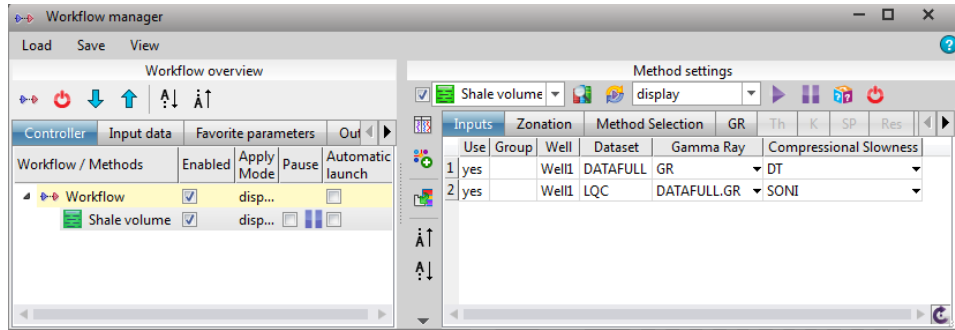 Workflow manager
Load Save View
Workflow overview
Controller Input data Favorite parameters Out
Workflow / Methods Enabled Apply Mode Pause Automatic launch
Workflow disp...
Shale volume disp...
Method settings
Shale volume display
Inputs Zonation Method Selection GR Th K SP Res
Use Group Well Dataset Gamma Ray Compressional Slowness
1 yes Well1 DATAFULL GR DT
2 yes Well1 LQC DATAFULL.GR SONI